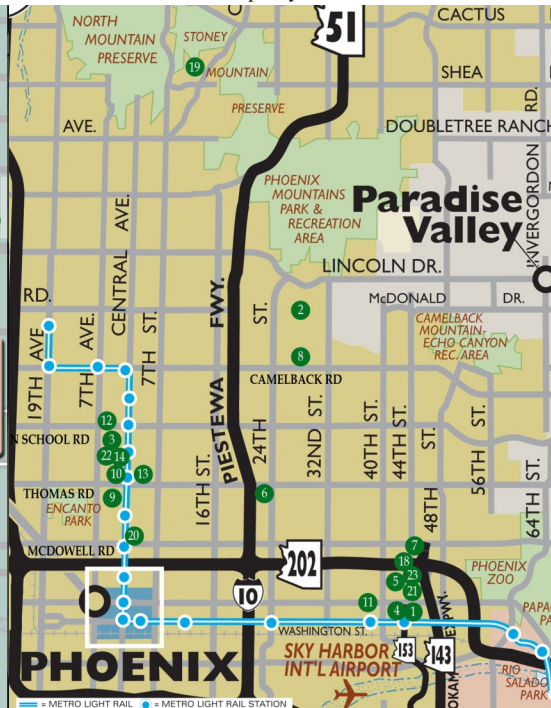 NORTH
MOUNTAIN
PRESERVE
STONEY
19
MOUNTAIN
PRESERVE
51
CACTUS
SHEA
AVE.
DOUBLETREE RANCH
RD.
INVERGORDON
PHOENIX
MOUNTAINS
PARK &
RECREATION
AREA
Paradise
Valley
LINCOLN DR.
McDONALD DR.
CAMELBACK
MOUNTAIN-
ECHO CANYON
REC. AREA
RD.
CENTRAL AVE.
7TH ST.
7TH AVE.
19TH AVE
PIESTEWA FWY.
2
8
CAMELBACK RD
12
N SCHOOL RD
3
22
14
10
13
THOMAS RD
9
ENCANTO
PARK
20
MCDOWELL RD
16TH ST.
24TH ST.
32ND ST.
40TH ST.
44TH ST.
48TH ST.
56TH ST.
64TH ST.
6
7
18
23
5
21
11
4
1
202
10
WASHINGTON ST.
PHOENIX
SKY HARBOR
INT'L AIRPORT
153
143
PHOENIX
ZOO
RIO
SALADO
PARK
= METRO LIGHT RAIL
= METRO LIGHT RAIL STATION